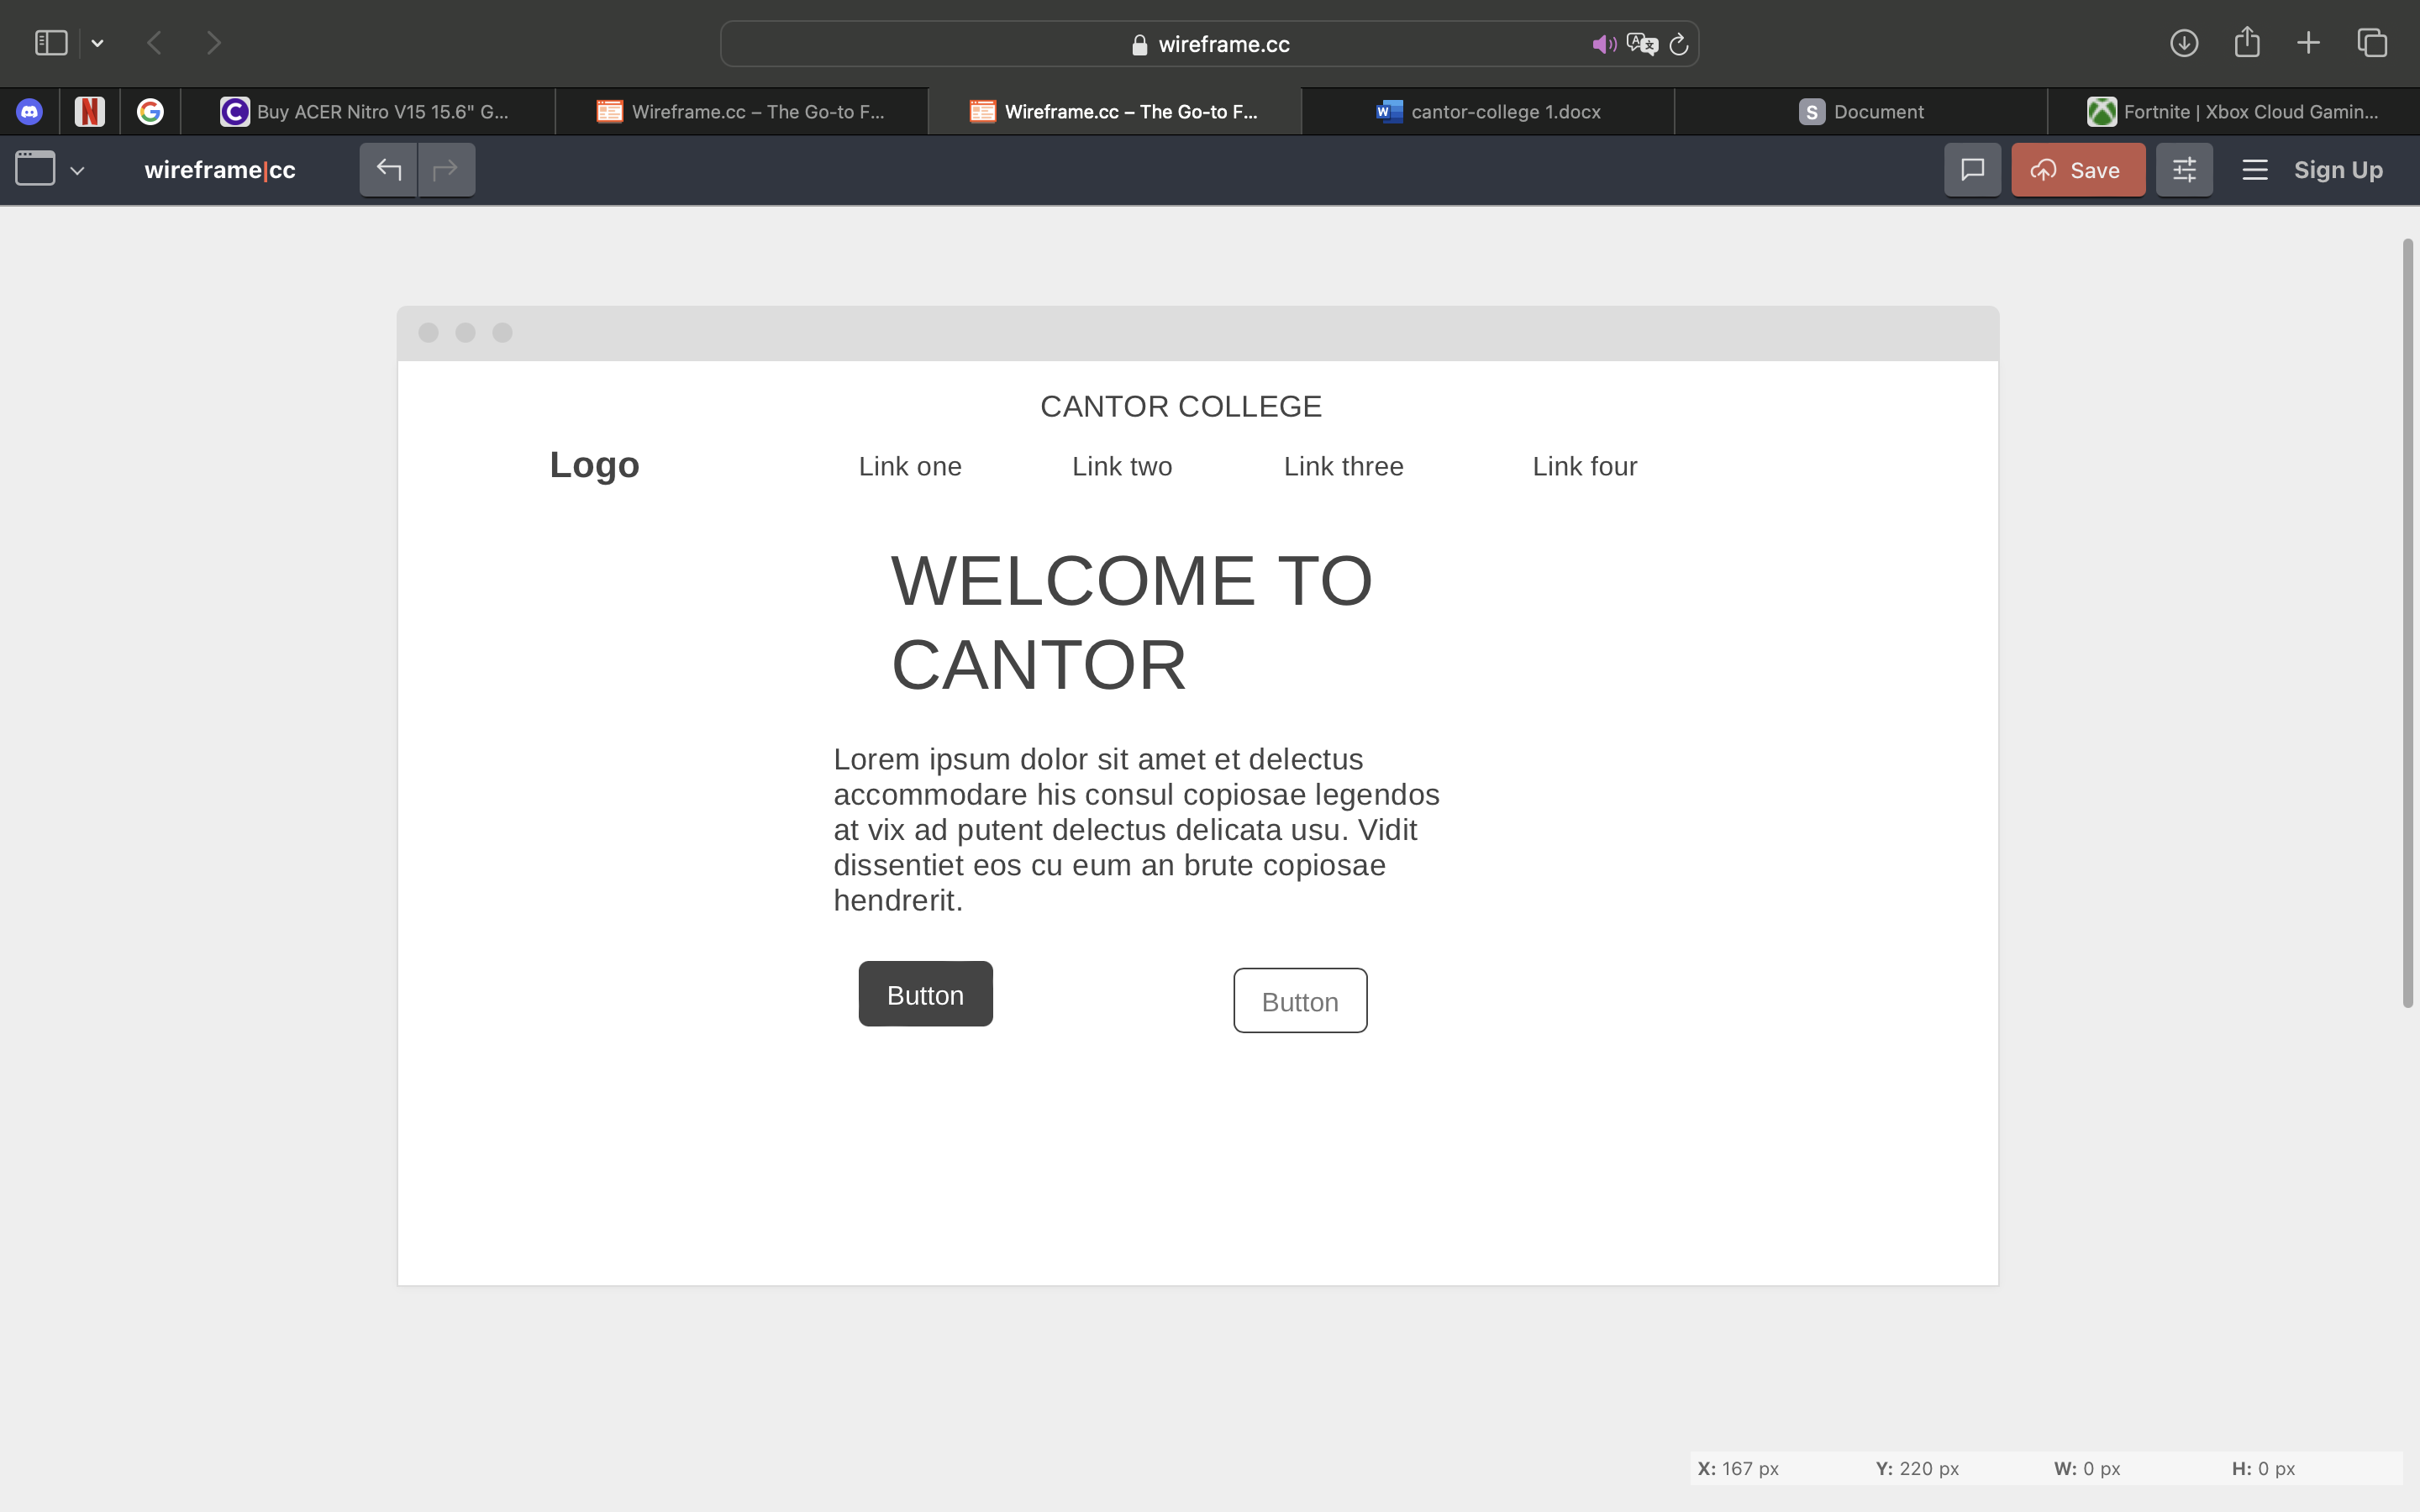 wireframe.cc
Buy ACER Nitro V15 15.6" G...
Wireframe.cc – The Go-to F...
Wireframe.cc – The Go-to F...
cantor-college 1.docx
S Document
Fortnite | Xbox Cloud Gamin...
wireframe|cc
Save
Sign Up
CANTOR COLLEGE
Logo
Link one
Link two
Link three
Link four
WELCOME TO
CANTOR
Lorem ipsum dolor sit amet et delectus
accommodare his consul copiosae legendos
at vix ad putent delectus delicata usu. Vidit
dissentiet eos cu eum an brute copiosae
hendrerit.
Button
Button
X: 167 px
Y: 220 px
W: 0 px
H: 0 px